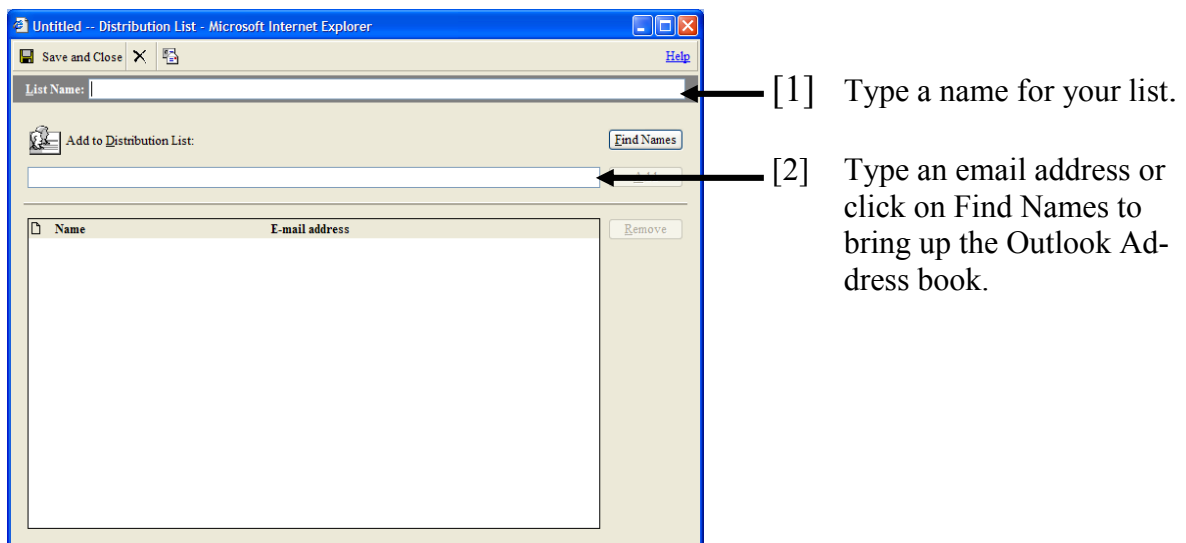 Untitled -- Distribution List - Microsoft Internet Explorer
Save and Close Help
List Name:
[1] Type a name for your list.
Add to Distribution List: Find Names
[2] Type an email address or
click on Find Names to
bring up the Outlook Ad-
dress book.
Name E-mail address Remove